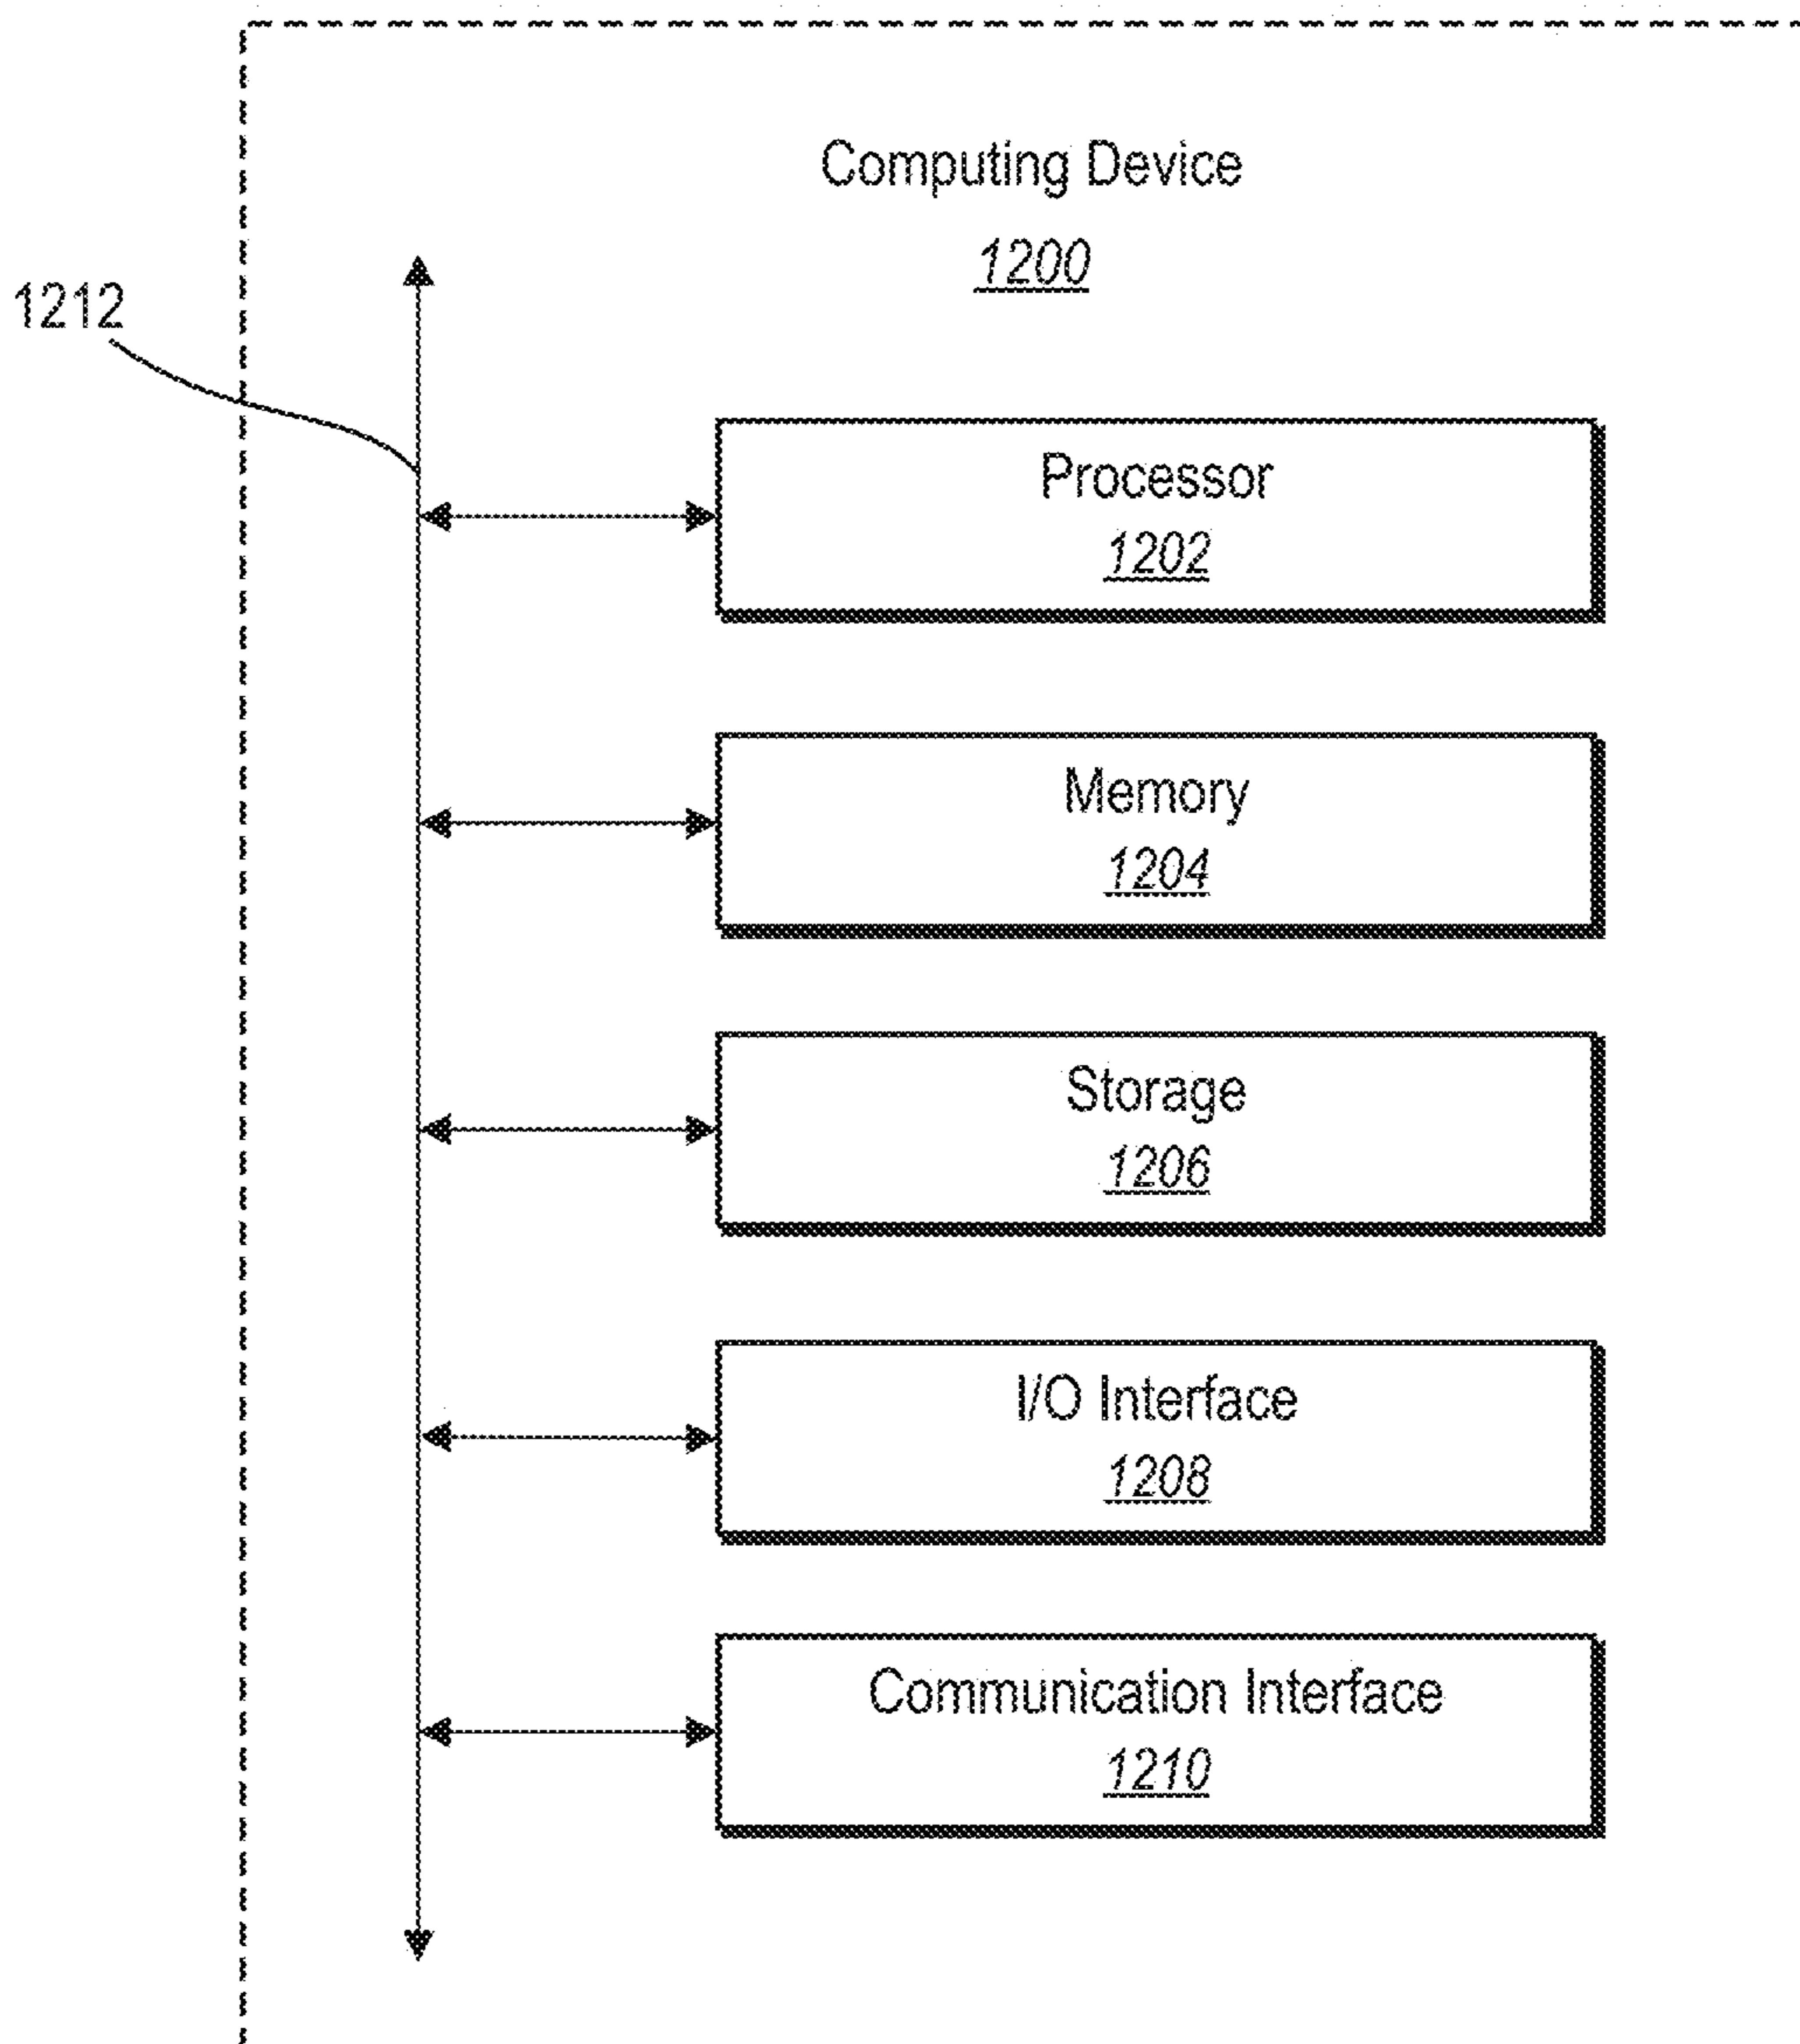 Computing Device
1200
1212
Processor
1202
Memory
1204
Storage
1206
I/O Interface
1208
Communication Interface
1210